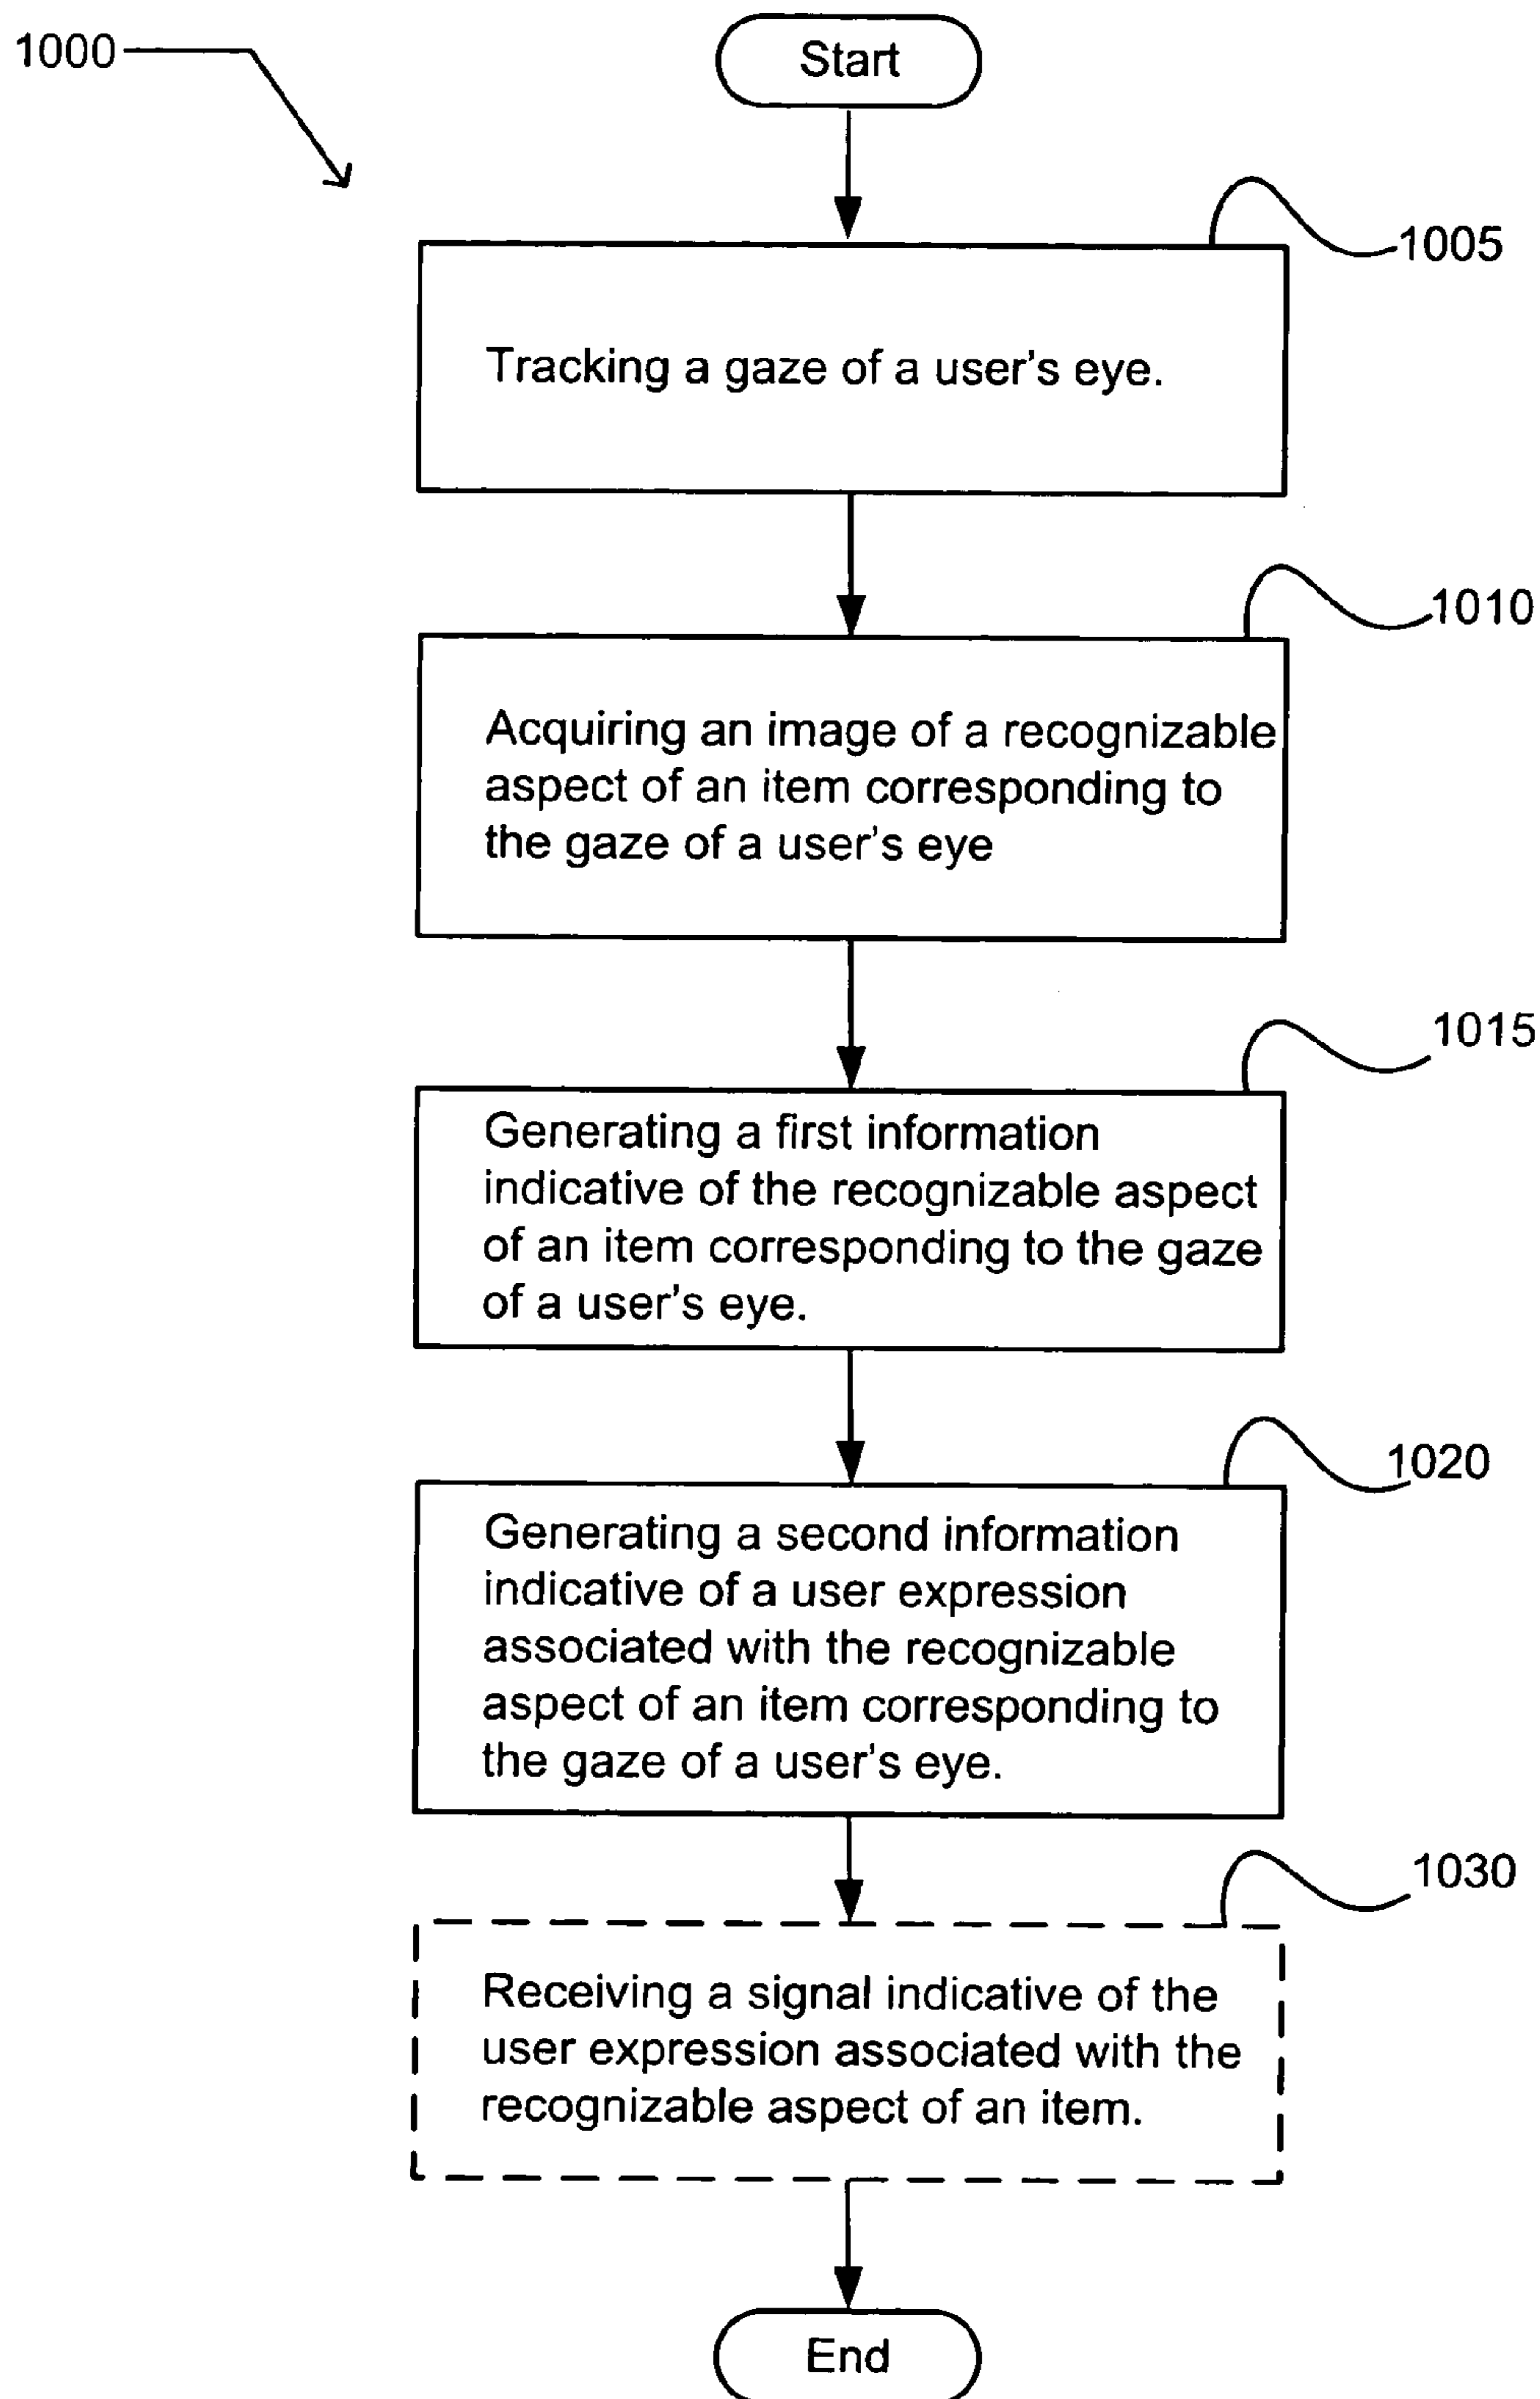 1000
Start
1005
Tracking a gaze of a user's eye.
1010
Acquiring an image of a recognizable
aspect of an item corresponding to
the gaze of a user's eye
1015
Generating a first information
indicative of the recognizable aspect
of an item corresponding to the gaze
of a user's eye.
1020
Generating a second information
indicative of a user expression
associated with the recognizable
aspect of an item corresponding to
the gaze of a user's eye.
1030
Receiving a signal indicative of the
user expression associated with the
recognizable aspect of an item.
End